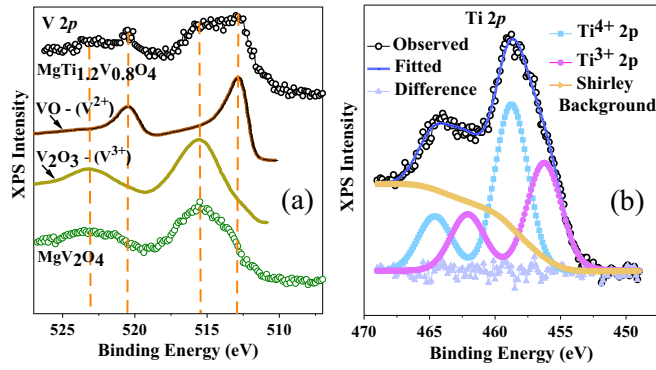 V 2p
MgTi1.2V0.8O4
VO - (V2+)
V2O3 - (V3+)
MgV2O4
(a)
XPS Intensity
525 520 515 510
Binding Energy (eV)
Ti 2p
Observed
Fitted
Difference
Ti4+ 2p
Ti3+ 2p
Shirley
Background
(b)
XPS Intensity
470 465 460 455 450
Binding Energy (eV)